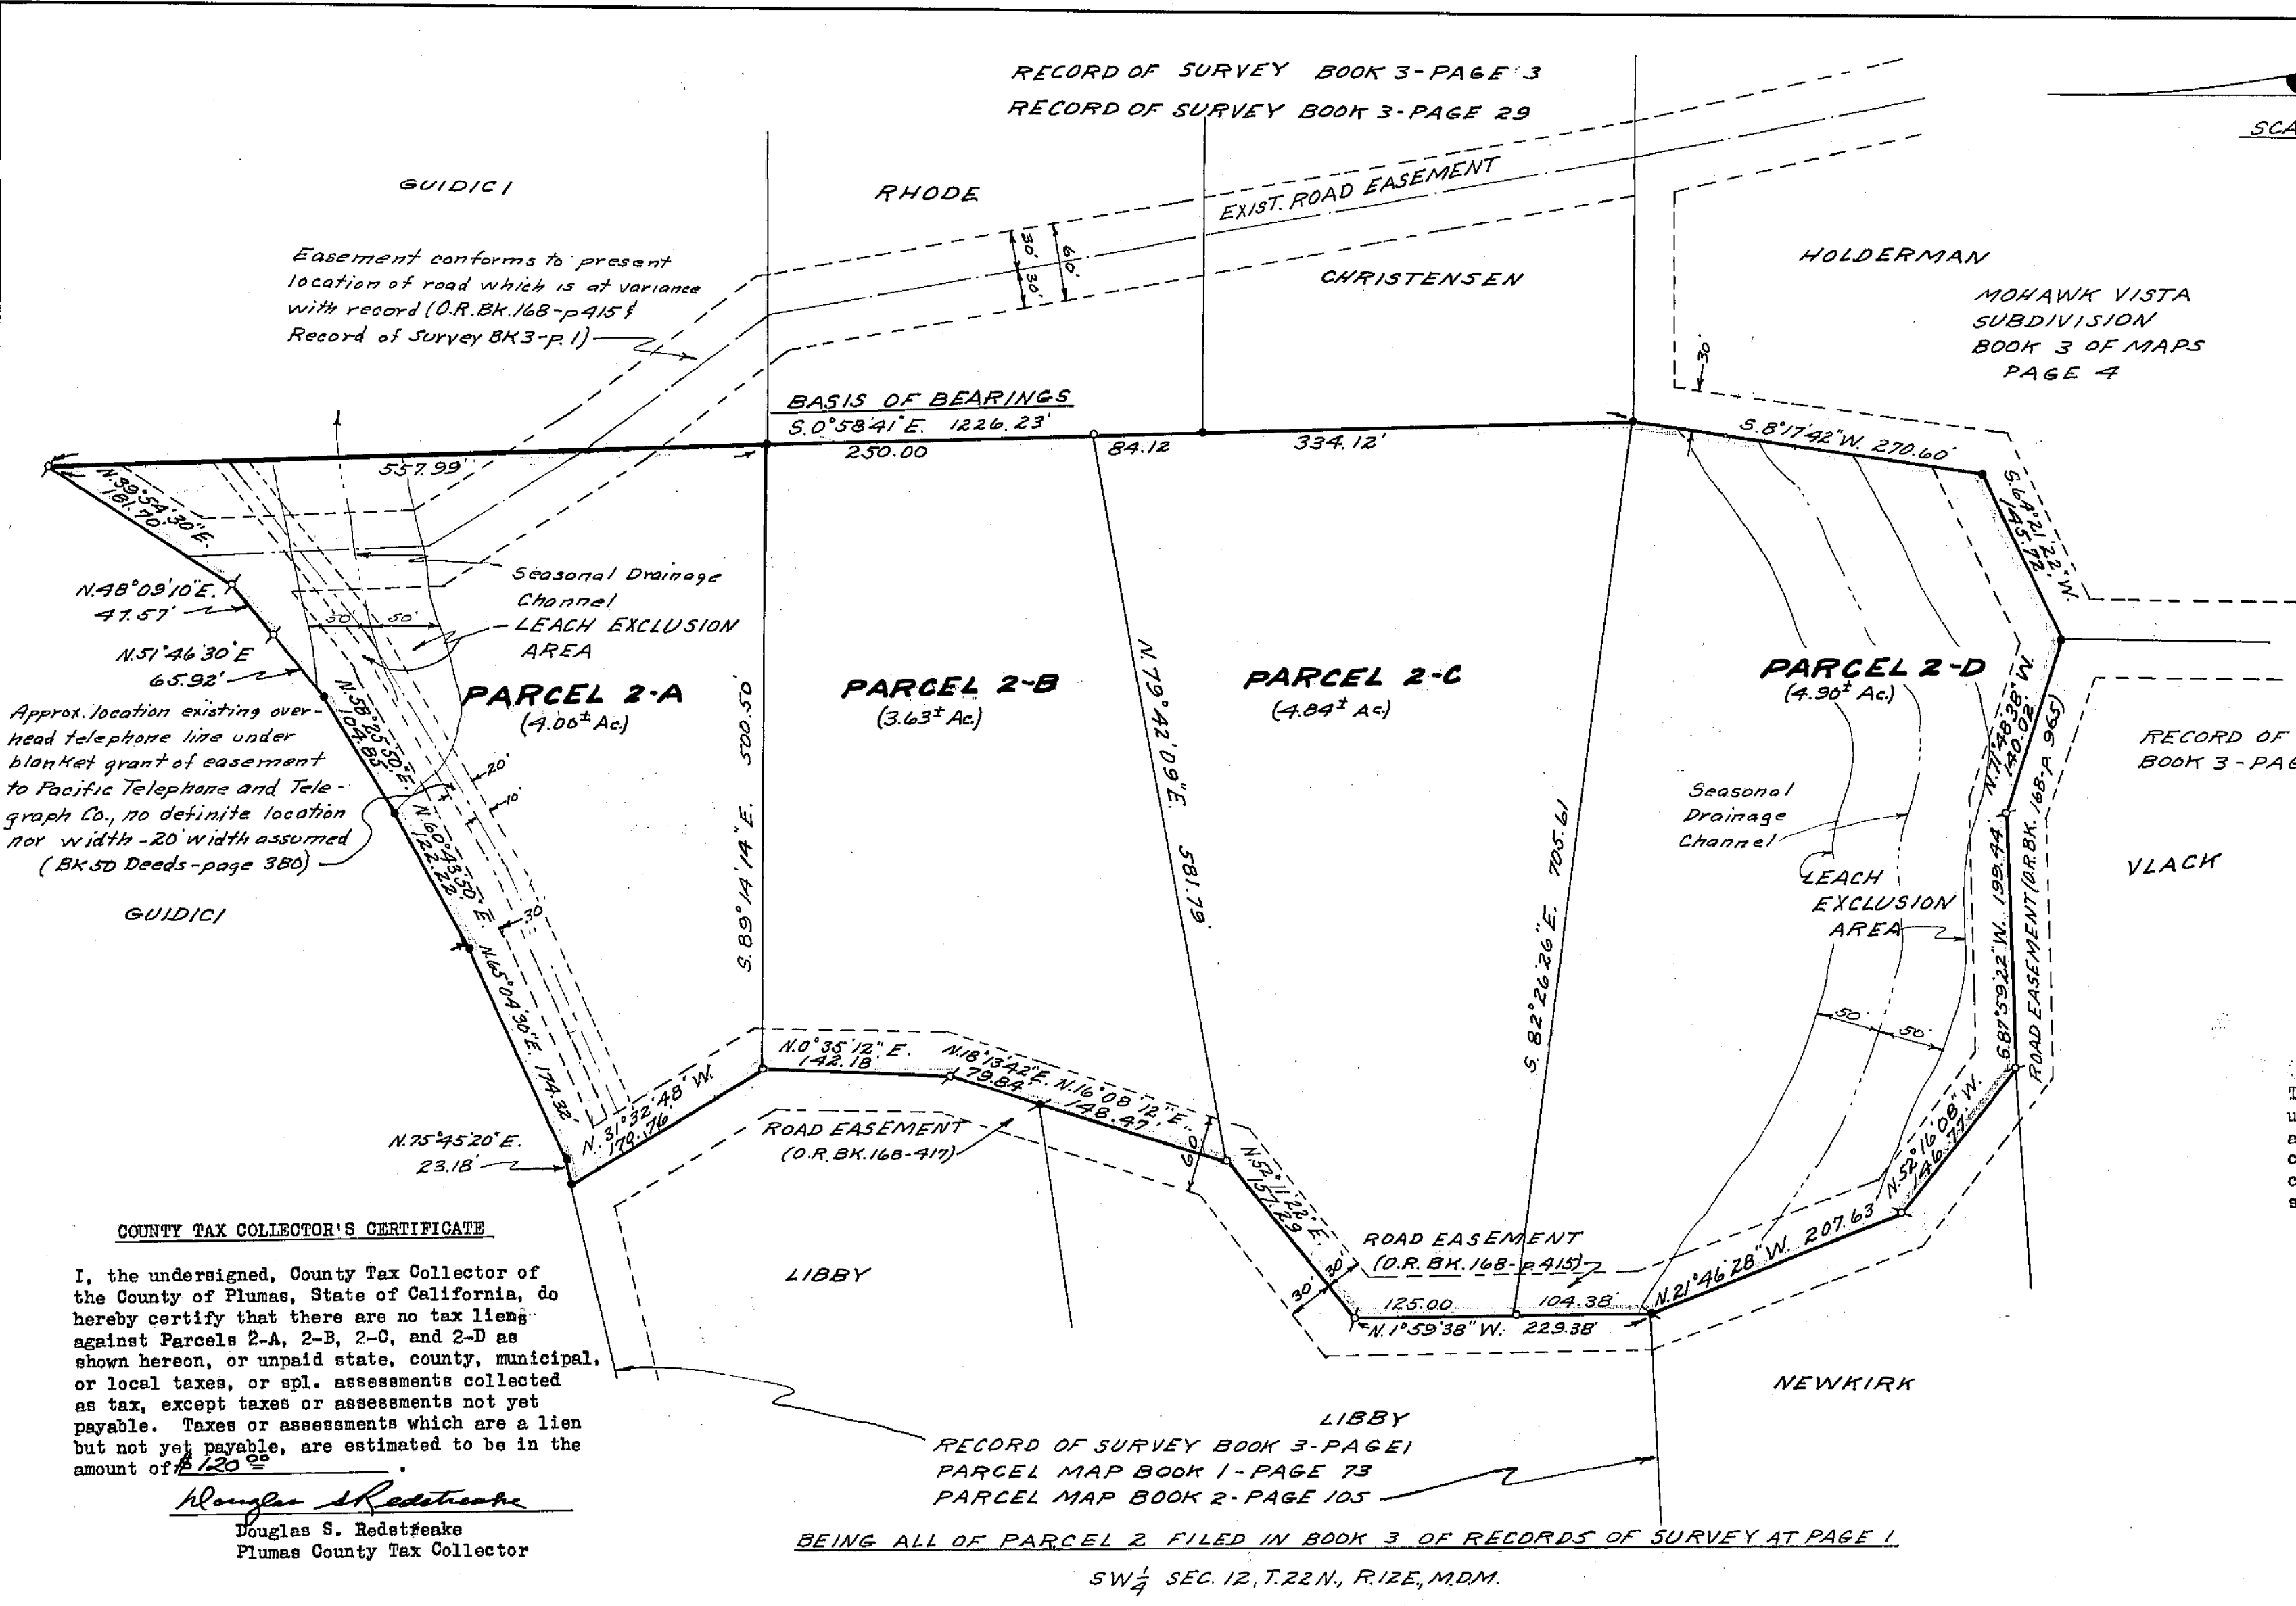 RECORD OF SURVEY BOOK 3-PAGE 3
RECORD OF SURVEY BOOK 3-PAGE 29
SCA
GUIDICI
RHODE
EXIST. ROAD EASEMENT
30' 30'
60'
CHRISTENSEN
HOLDERMAN
MOHAWK VISTA
SUBDIVISION
BOOK 3 OF MAPS
PAGE 4
Easement conforms to present
location of road which is at variance
with record (O.R.BK.168-p415 &
Record of Survey BK3-p.1)
30'
BASIS OF BEARINGS
S.0°58'41"E. 1226.23'
557.99'
250.00
84.12
334.12'
S.8°17'42"W. 270.60'
S.64°21'22"W.
145.72'
N.39°54'30"E.
181.70'
N.48°09'10"E.
47.57'
N.51°46'30"E
65.92'
Seasonal Drainage
Channel
LEACH EXCLUSION
AREA
50' 50'
Approx. location existing over-
head telephone line under
blanket grant of easement
to Pacific Telephone and Tele-
graph Co., no definite location
nor width -20' width assumed
(BK50 Deeds-page 380)
GUIDICI
N.58°25'50"E.
104.85'
N.60°43'50"E.
122.22'
N.65°04'30"E. 174.32'
20'
10'
30'
PARCEL 2-A
(4.00± Ac.)
S.89°14'14"E. 500.50'
PARCEL 2-B
(3.63± Ac.)
N.79°42'09"E. 581.79'
PARCEL 2-C
(4.84± Ac.)
S.82°26'26"E. 705.61
PARCEL 2-D
(4.90± Ac.)
Seasonal
Drainage
Channel
LEACH
EXCLUSION
AREA
50' 50'
N.71°48'38"W.
140.02'
S.87°59'22"W. 199.44'
ROAD EASEMENT (O.R.BK. 168-p. 965)
RECORD OF
BOOK 3-PAG
VLACK
N.52°16'08"W.
146.77'
N.75°45'20"E.
23.18'
N.31°32'48"W.
179.76'
N.0°35'12"E.
142.18'
N.18°13'42"E.
79.84'
N.16°08'12"E.
148.47'
ROAD EASEMENT
(O.R.BK.168-417)
60'
N.52°11'22"E.
157.29
30' 30'
ROAD EASEMENT
(O.R.BK.168-p.415)
125.00
104.38'
N.1°59'38"W. 229.38'
N.21°46'28"W. 207.63'
LIBBY
NEWKIRK
LIBBY
RECORD OF SURVEY BOOK 3-PAGE1
PARCEL MAP BOOK 1-PAGE 73
PARCEL MAP BOOK 2-PAGE 105
COUNTY TAX COLLECTOR'S CERTIFICATE
I, the undersigned, County Tax Collector of
the County of Plumas, State of California, do
hereby certify that there are no tax liens
against Parcels 2-A, 2-B, 2-C, and 2-D as
shown hereon, or unpaid state, county, municipal,
or local taxes, or spl. assessments collected
as tax, except taxes or assessments not yet
payable. Taxes or assessments which are a lien
but not yet payable, are estimated to be in the
amount of $120 00.
Douglas S Redstreake
Douglas S. Redstreake
Plumas County Tax Collector
BEING ALL OF PARCEL 2 FILED IN BOOK 3 OF RECORDS OF SURVEY AT PAGE 1
SW 1/4 SEC. 12, T.22N., R.12E., M.D.M.